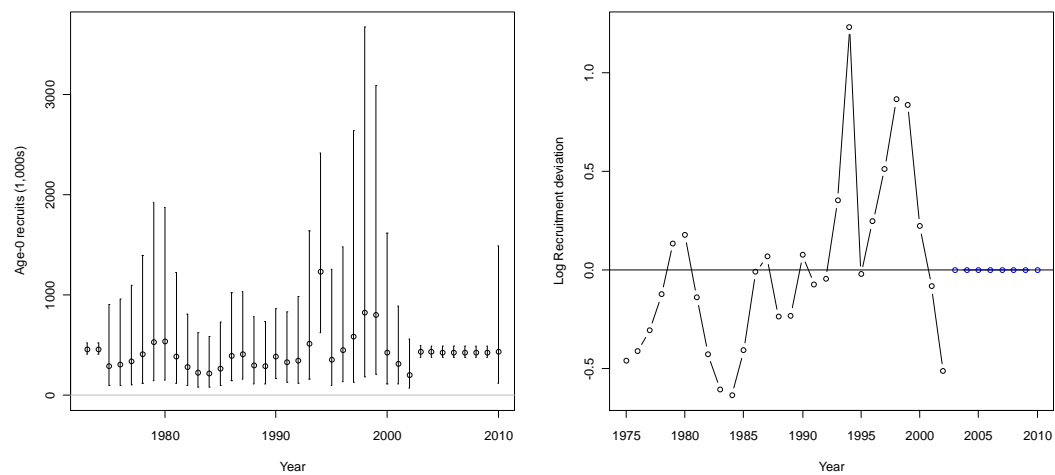 Age-0 recruits (1,000s)
3000
2000
1000
0
1980 1990 2000 2010
Year
Log Recruitment deviation
1.0
0.5
0.0
-0.5
1975 1980 1985 1990 1995 2000 2005 2010
Year